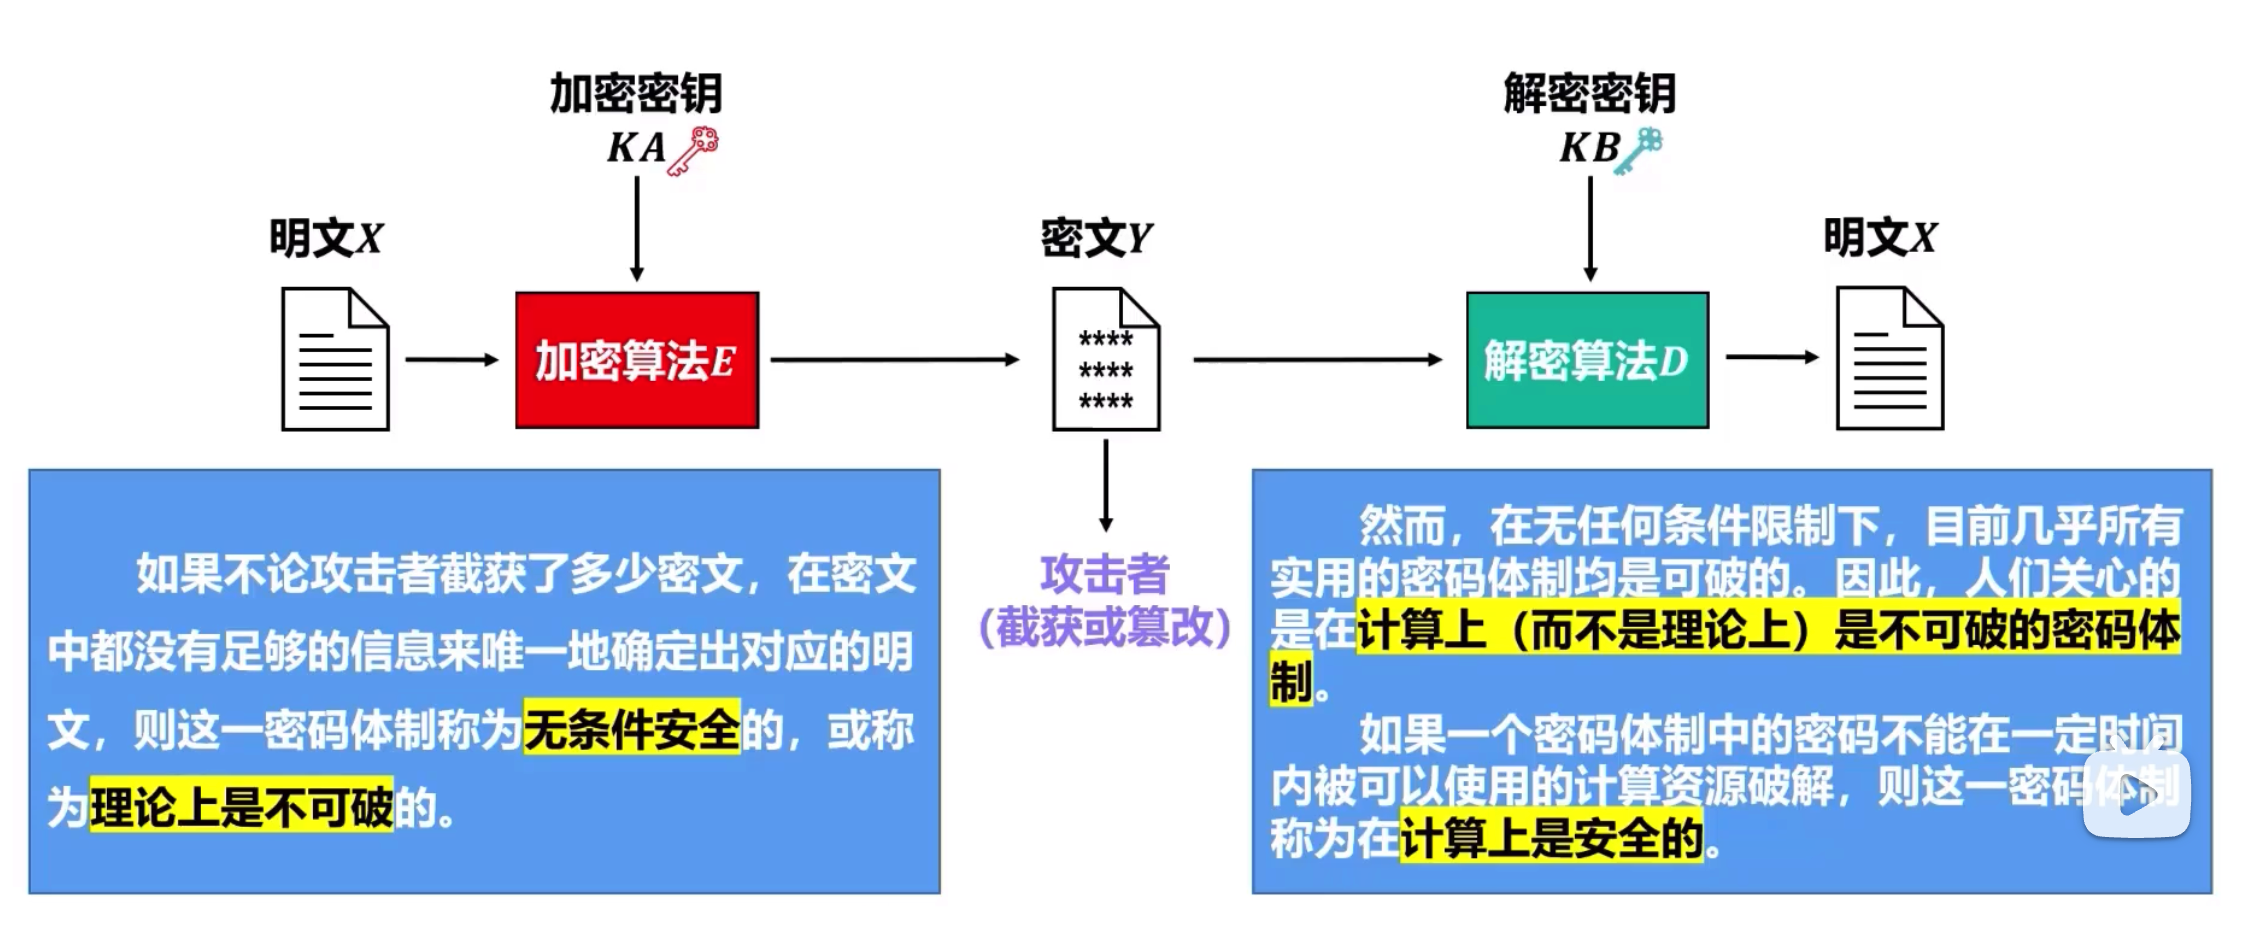 加密密钥
KA
解密密钥
KB
明文X
密文Y
明文X
加密算法E
****
****
****
解密算法D
攻击者
（截获或篡改）
如果不论攻击者截获了多少密文，在密文
中都没有足够的信息来唯一地确定出对应的明
文，则这一密码体制称为无条件安全的，或称
为理论上是不可破的。
然而，在无任何条件限制下，目前几乎所有
实用的密码体制均是可破的。因此，人们关心的
是在计算上（而不是理论上）是不可破的密码体
制。
如果一个密码体制中的密码不能在一定时间
内被可以使用的计算资源破解，则这一密码体制
称为在计算上是安全的。